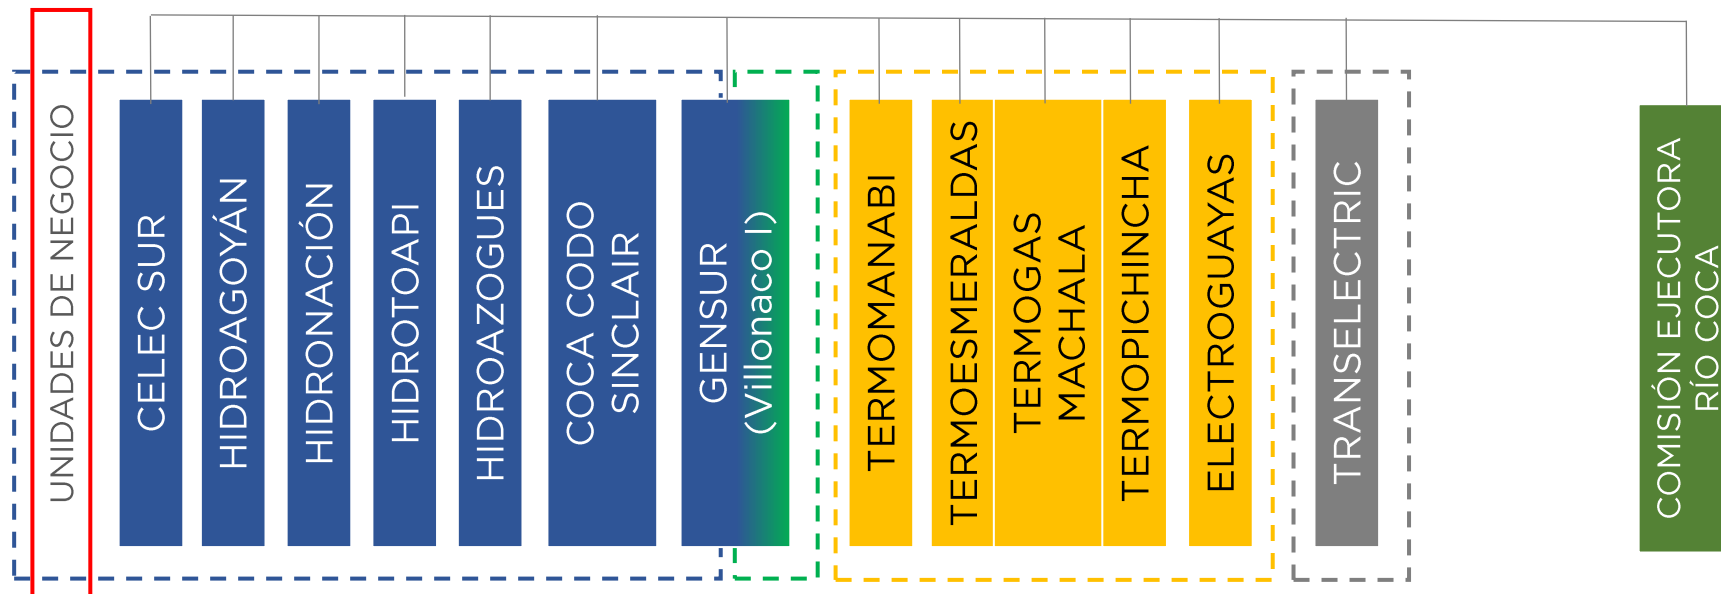 UNIDADES DE NEGOCIO
CELEC SUR
HIDROAGOYÁN
HIDRONACIÓN
HIDROTOAPI
HIDROAZOGUES
COCA CODO
SINCLAIR
GENSUR
(Villonaco I)
TERMOMANABI
TERMOESMERALDAS
TERMOGAS
MACHALA
TERMOPICHINCHA
ELECTROGUAYAS
TRANSELECTRIC
COMISIÓN EJECUTORA
RÍO COCA